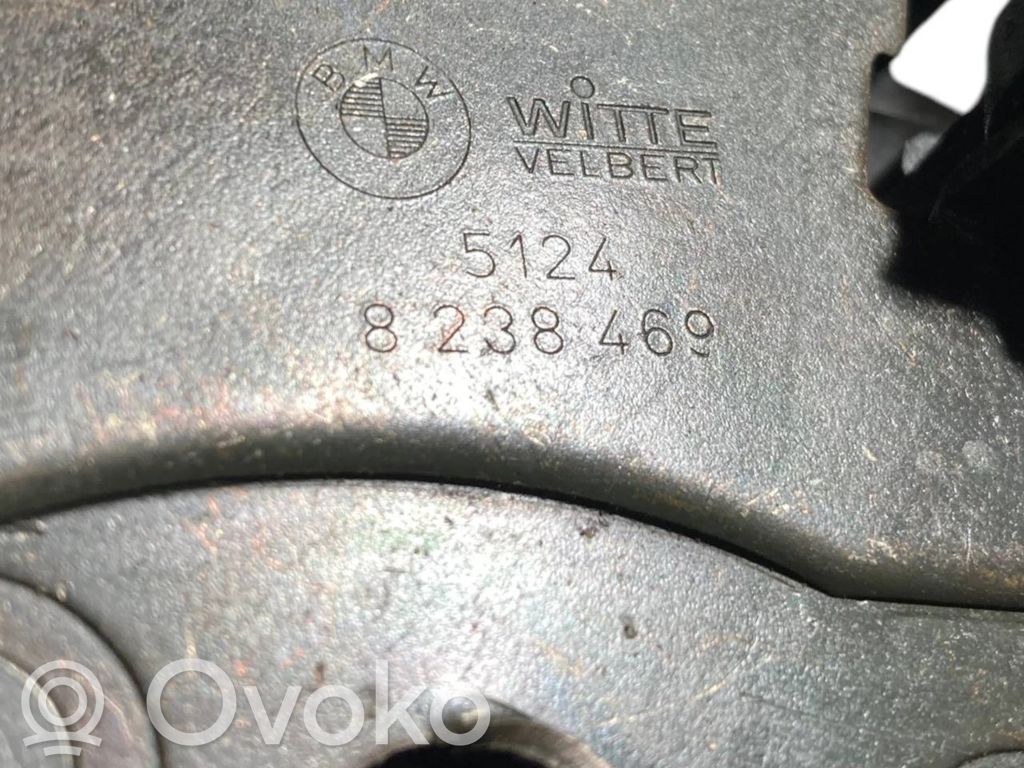 BMW
WiTTE
VELBERT
5124
8 238 469
Ovoko